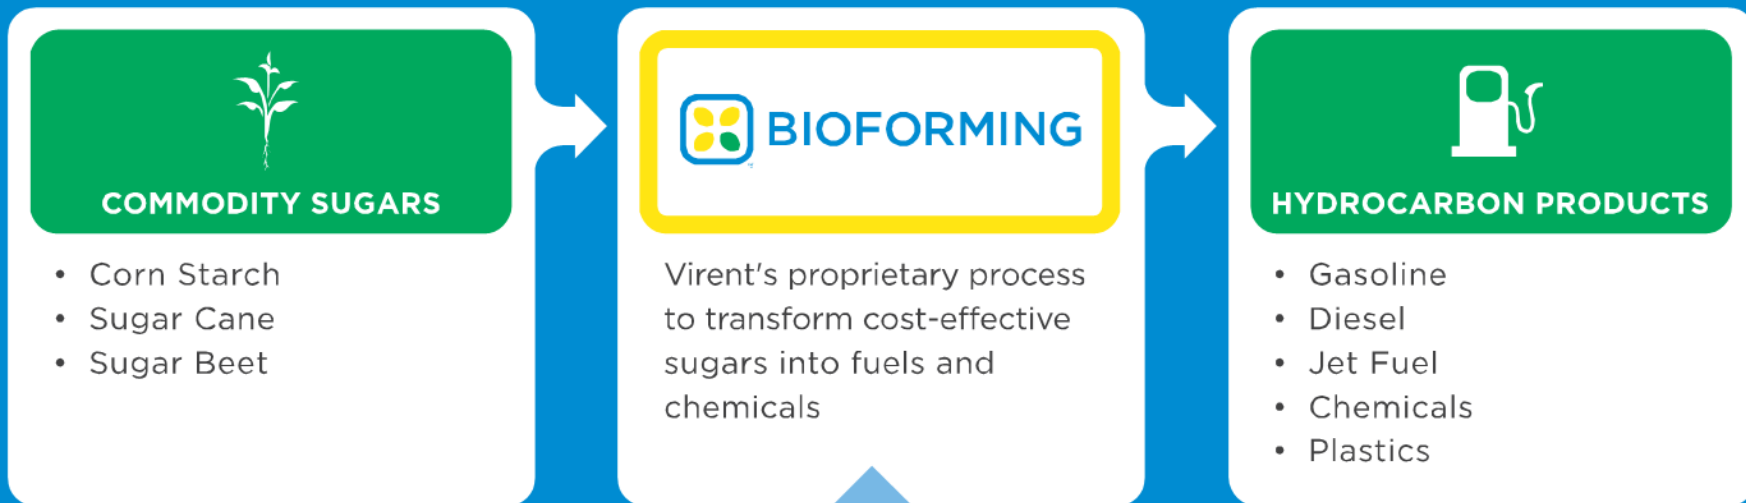 COMMODITY SUGARS
• Corn Starch
• Sugar Cane
• Sugar Beet
BIOFORMING
Virent's proprietary process
to transform cost-effective
sugars into fuels and
chemicals
HYDROCARBON PRODUCTS
• Gasoline
• Diesel
• Jet Fuel
• Chemicals
• Plastics